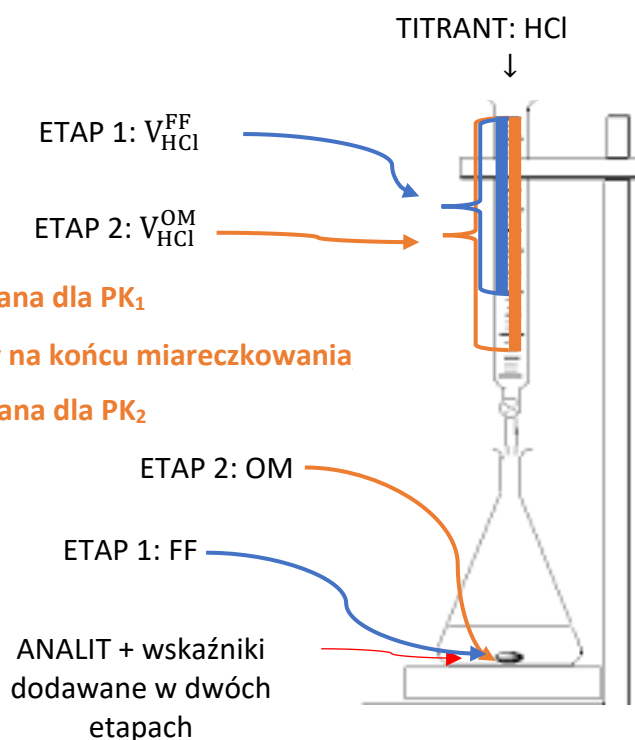 TITRANT: HCl
↓
ETAP 1: V_HCl^FF
ETAP 2: V_HCl^OM
ana dla PK₁
na końcu miareczkowania
ana dla PK₂
ETAP 2: OM
ETAP 1: FF
ANALIT + wskaźniki
dodawane w dwóch
etapach